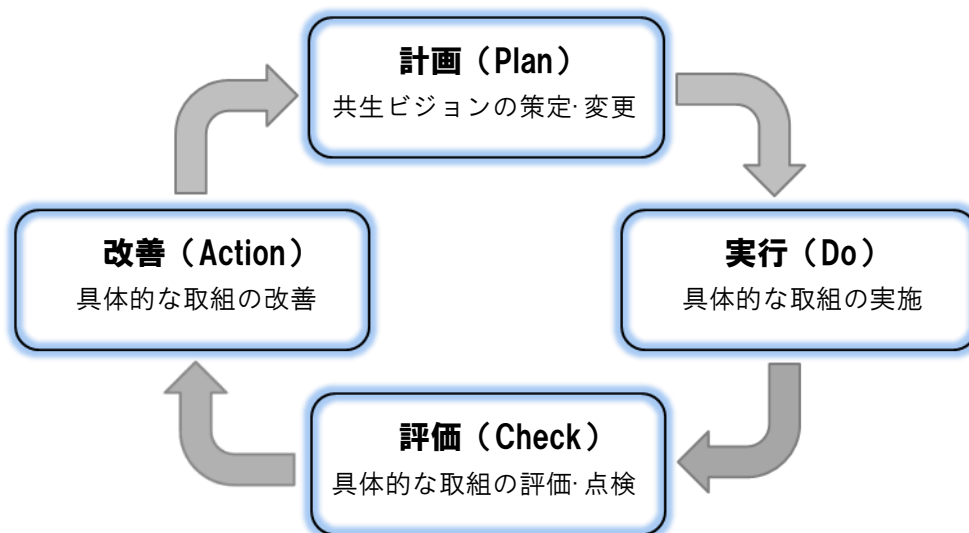 計画（Plan）
共生ビジョンの策定･変更
改善（Action）
具体的な取組の改善
実行（Do）
具体的な取組の実施
評価（Check）
具体的な取組の評価･点検